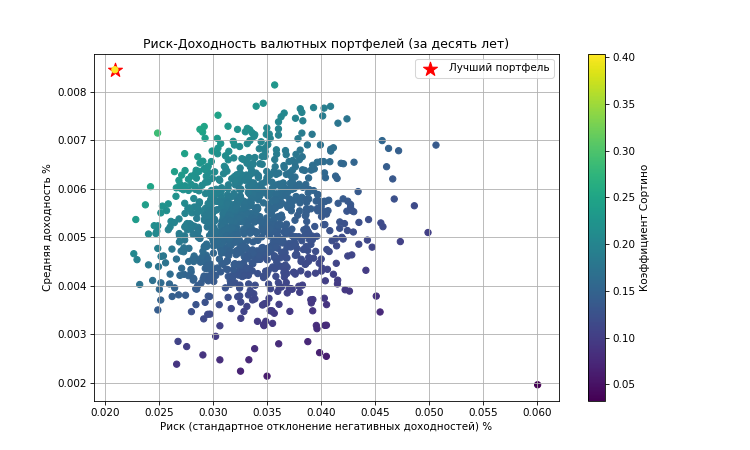 Риск-Доходность валютных портфелей (за десять лет)
Лучший портфель
Средняя доходность %
0.008
0.007
0.006
0.005
0.004
0.003
0.002
0.020 0.025 0.030 0.035 0.040 0.045 0.050 0.055 0.060
Риск (стандартное отклонение негативных доходностей) %
0.40
0.35
0.30
0.25
0.20
0.15
0.10
0.05
Коэффициент Сортино